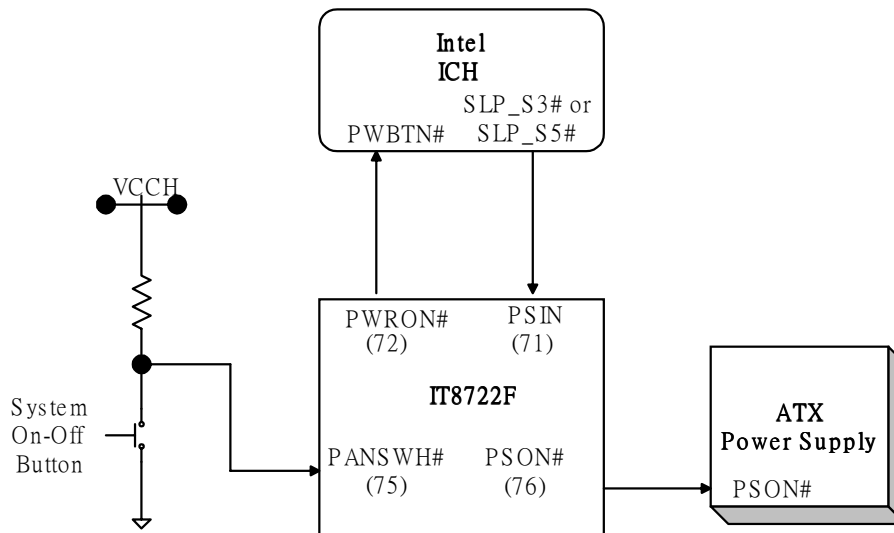 Intel
ICH
SLP_S3# or
PWBTN# SLP_S5#
VCCH
PWRON# PSIN
(72) (71)
IT8722F
System
On-Off
Button
PANSWH# PSON#
(75) (76)
ATX
Power Supply
PSON#